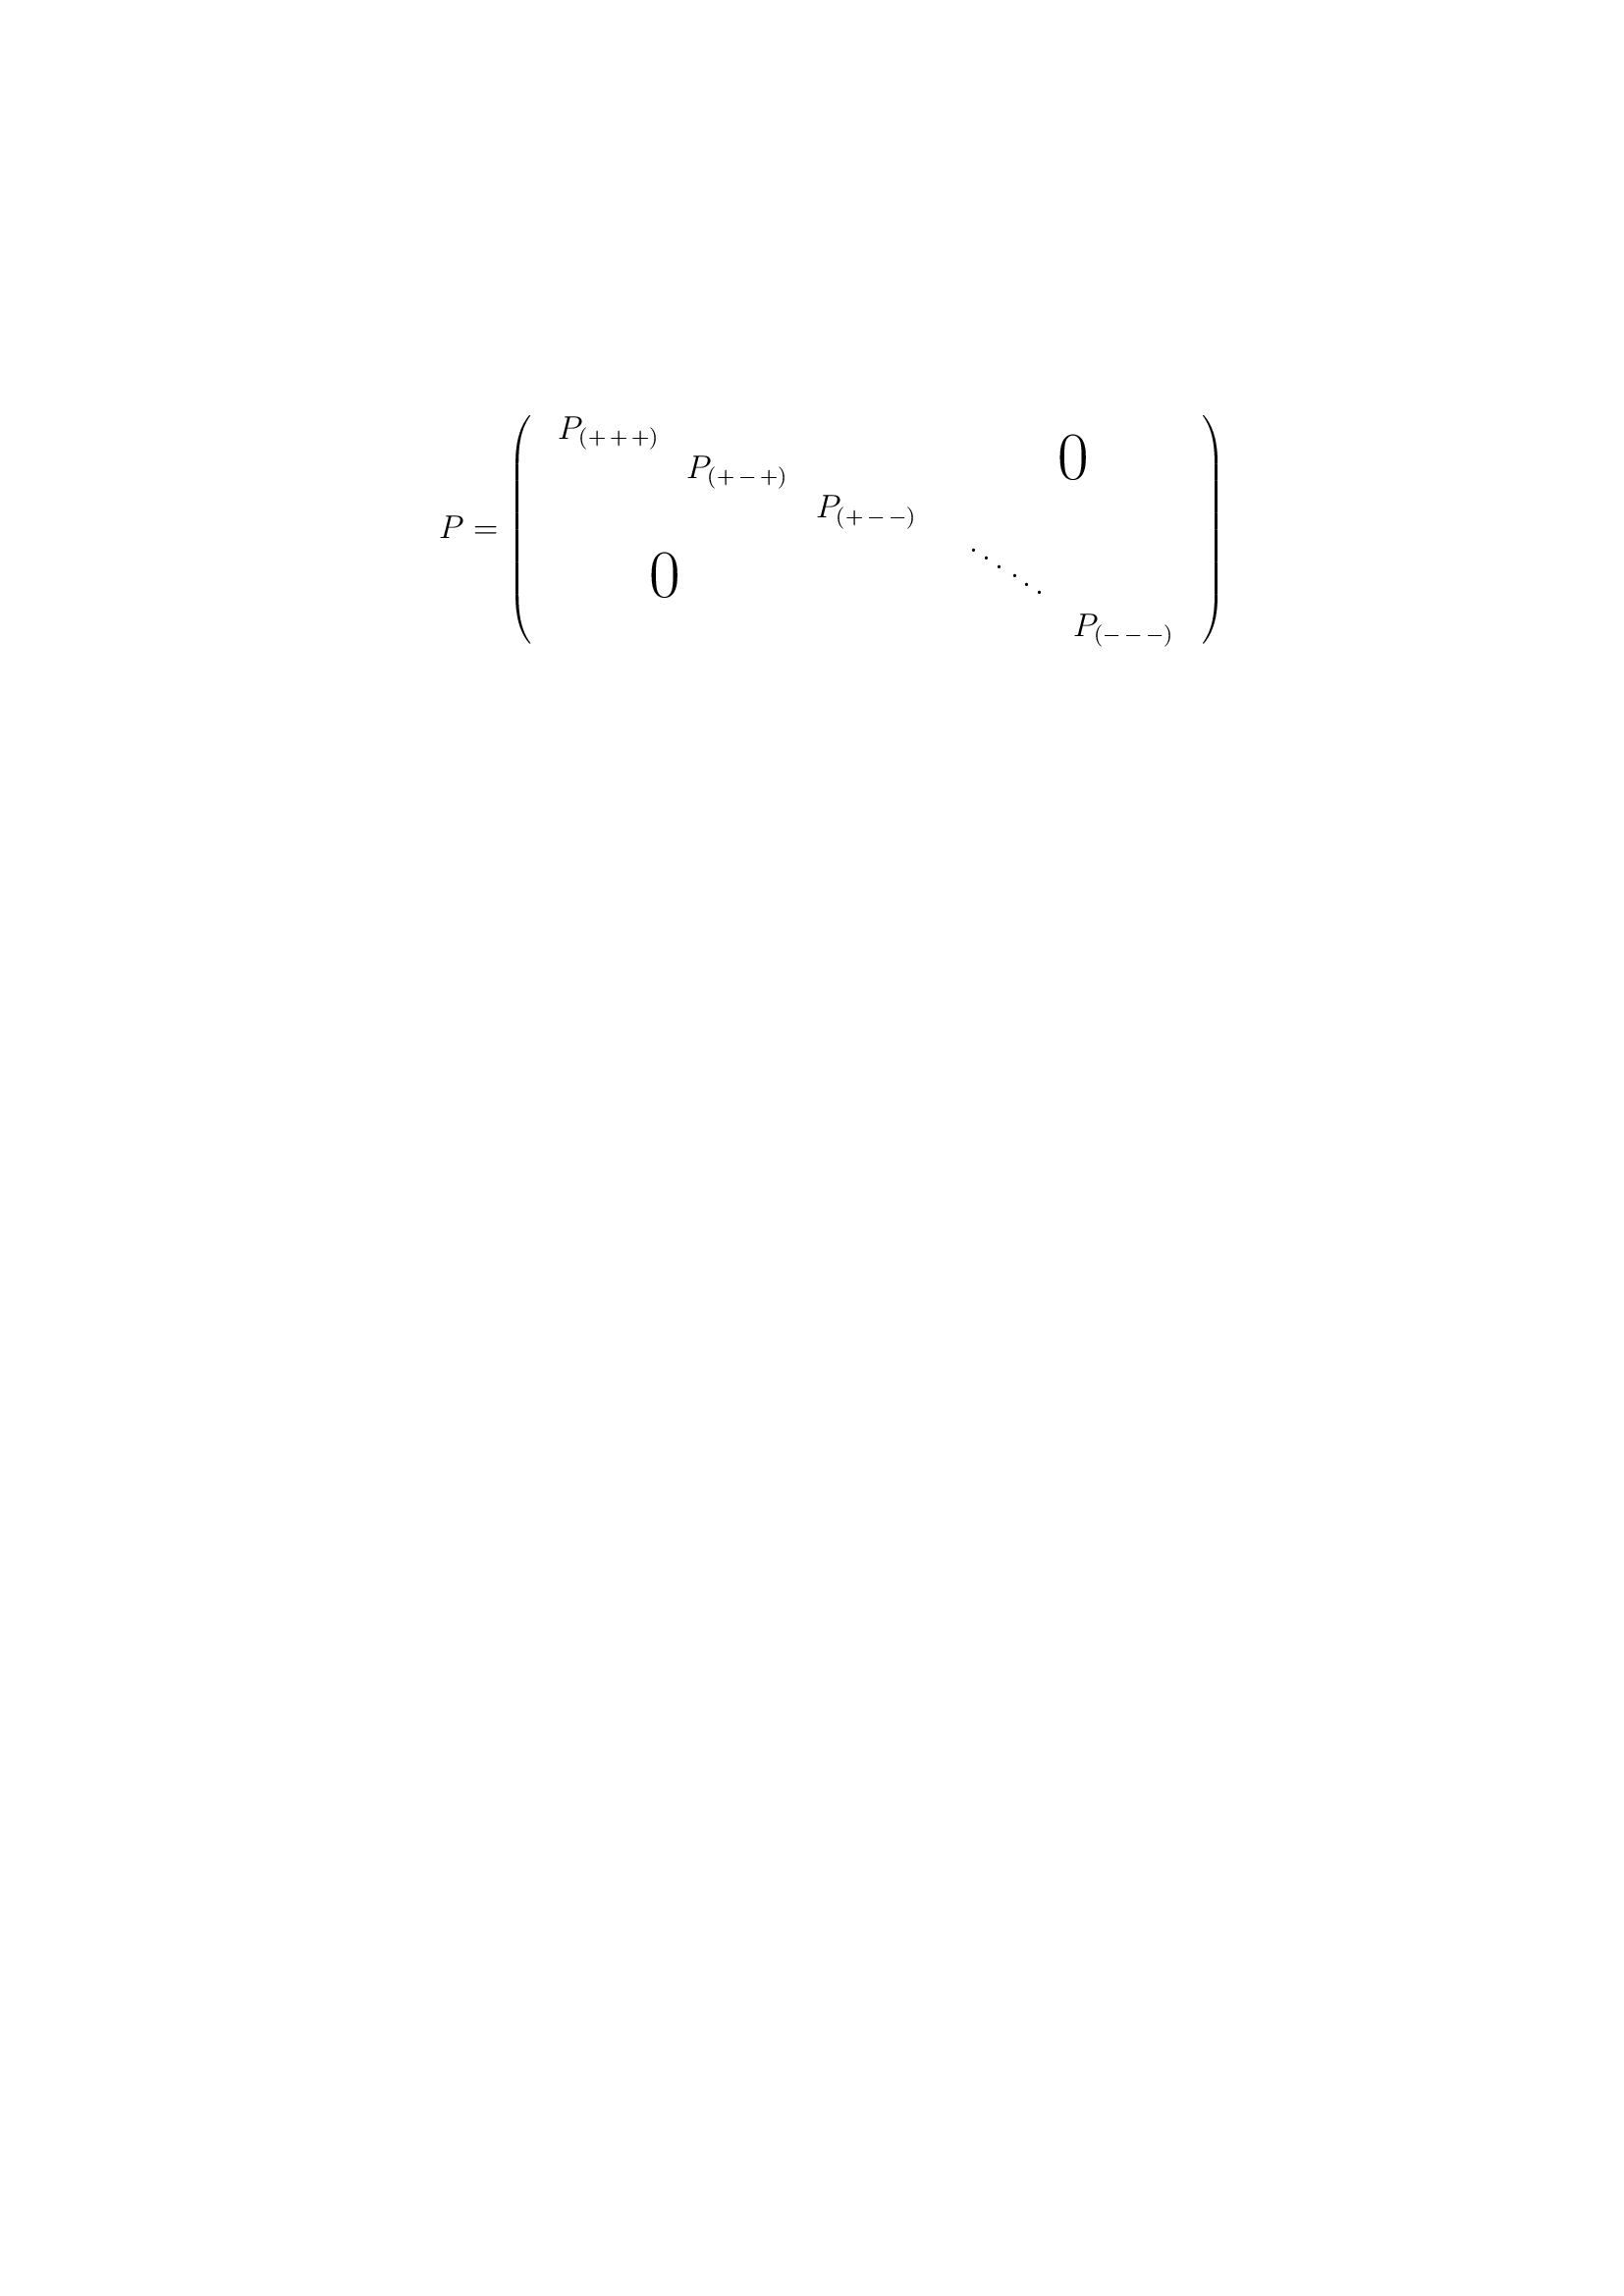 P_{(+++)} 0
P_{(+-+)}
P_{(+--)}
P =
0 ⋱ ⋱
P_{(---)}